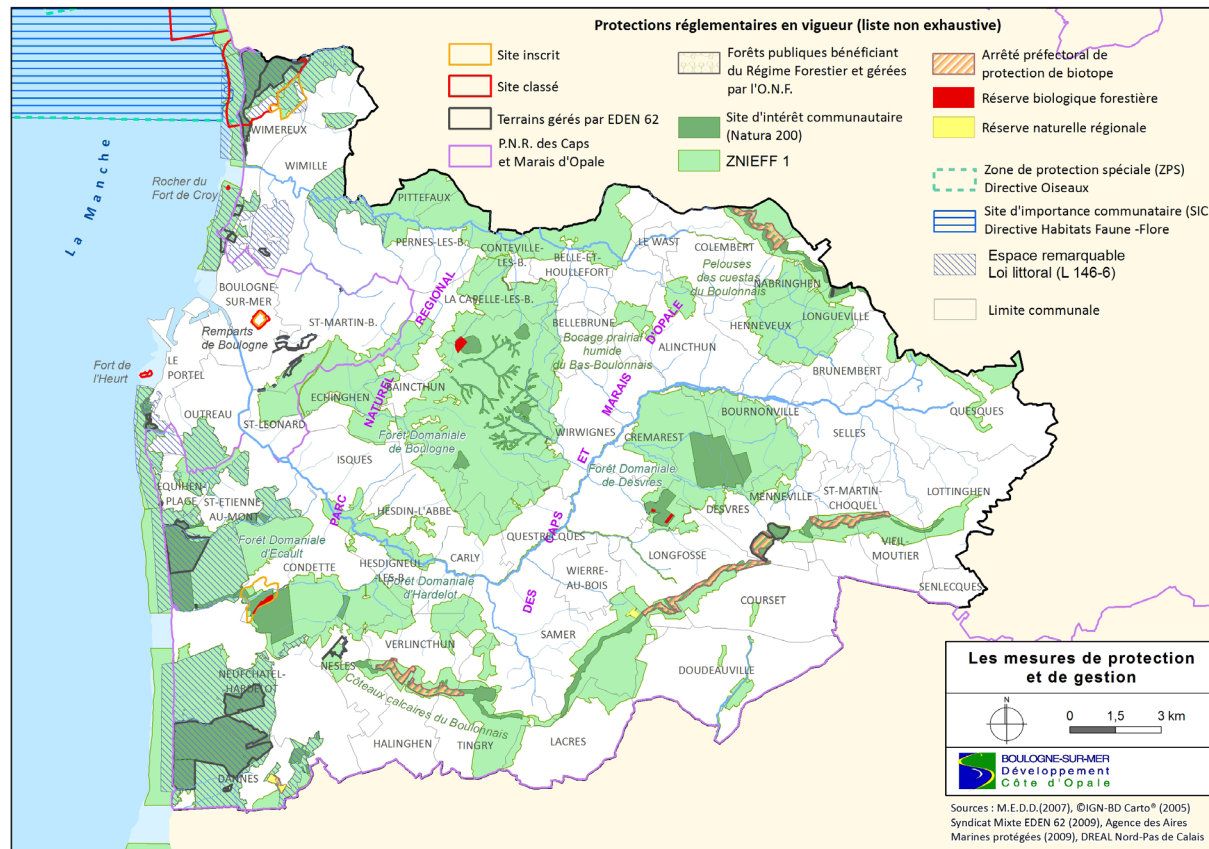 Protections réglementaires en vigueur (liste non exhaustive)
Site inscrit
Site classé
Terrains gérés par EDEN 62
P.N.R. des Caps
et Marais d'Opale
Forêts publiques bénéficiant
du Régime Forestier et gérées
par l'O.N.F.
Site d'intérêt communautaire
(Natura 200)
ZNIEFF 1
Arrêté préfectoral de
protection de biotope
Réserve biologique forestière
Réserve naturelle régionale
Zone de protection spéciale (ZPS)
Directive Oiseaux
Site d'importance communataire (SIC)
Directive Habitats Faune -Flore
Espace remarquable
Loi littoral (L 146-6)
Limite communale
La Manche
WIMEREUX
WIMILLE
Rocher du
Fort de Croy
PITTEFAUX
PERNES-LES-B.
CONTEVILLE
-LES-B.
BELLE-ET-
HOULLEFORT
LE WAST
COLEMBERT
Pelouses
des cuestas
du Boulonnais
NABRINGHEN
LONGUEVILLE
HENNEVEUX
BOULOGNE-
SUR-MER
ST-MARTIN-B.
LA CAPELLE-LES-B.
Remparts
de Boulogne
BELLEBRUNE
Bocage prairial
humide
du Bas-Boulonnais
ALINCTHUN
BRUNEMBERT
Fort de
l'Heurt
LE
PORTEL
OUTREAU
ECHINGHEN
BAINCTHUN
ST-LEONARD
Forêt Domaniale
de Boulogne
WIRWIGNES
CREMAREST
BOURNONVILLE
QUESQUES
SELLES
ISQUES
Forêt Domaniale
de Desvres
EQUIHEN-
PLAGE
ST-ETIENNE
-AU-MONT
HESDIN-L'ABBE
MENNEVILLE
DESVRES
ST-MARTIN-
CHOQUEL
LOTTINGHEN
Forêt Domaniale
d'Ecault
CONDETTE
HESDIGNEUL
-LES-B.
CARLY
QUESTRECQUES
LONGFOSSE
VIEIL
MOUTIER
Forêt Domaniale
d'Hardelot
WIERRE-
AU-BOIS
SENLECQUES
COURSET
VERLINCTHUN
SAMER
NESLES
NEUFCHATEL-
HARDELOT
Côteaux calcaires du Boulonnais
DOUDEAUVILLE
HALINGHEN
TINGRY
LACRES
DANNES
PARC
NATUREL
REGIONAL
DES
CAPS
ET
MARAIS
D'OPALE
Les mesures de protection
et de gestion
N
0 1,5 3 km
BOULOGNE-SUR-MER
Développement
Côte d'Opale
Sources : M.E.D.D.(2007), ©IGN-BD Carto® (2005)
Syndicat Mixte EDEN 62 (2009), Agence des Aires
Marines protégées (2009), DREAL Nord-Pas de Calais